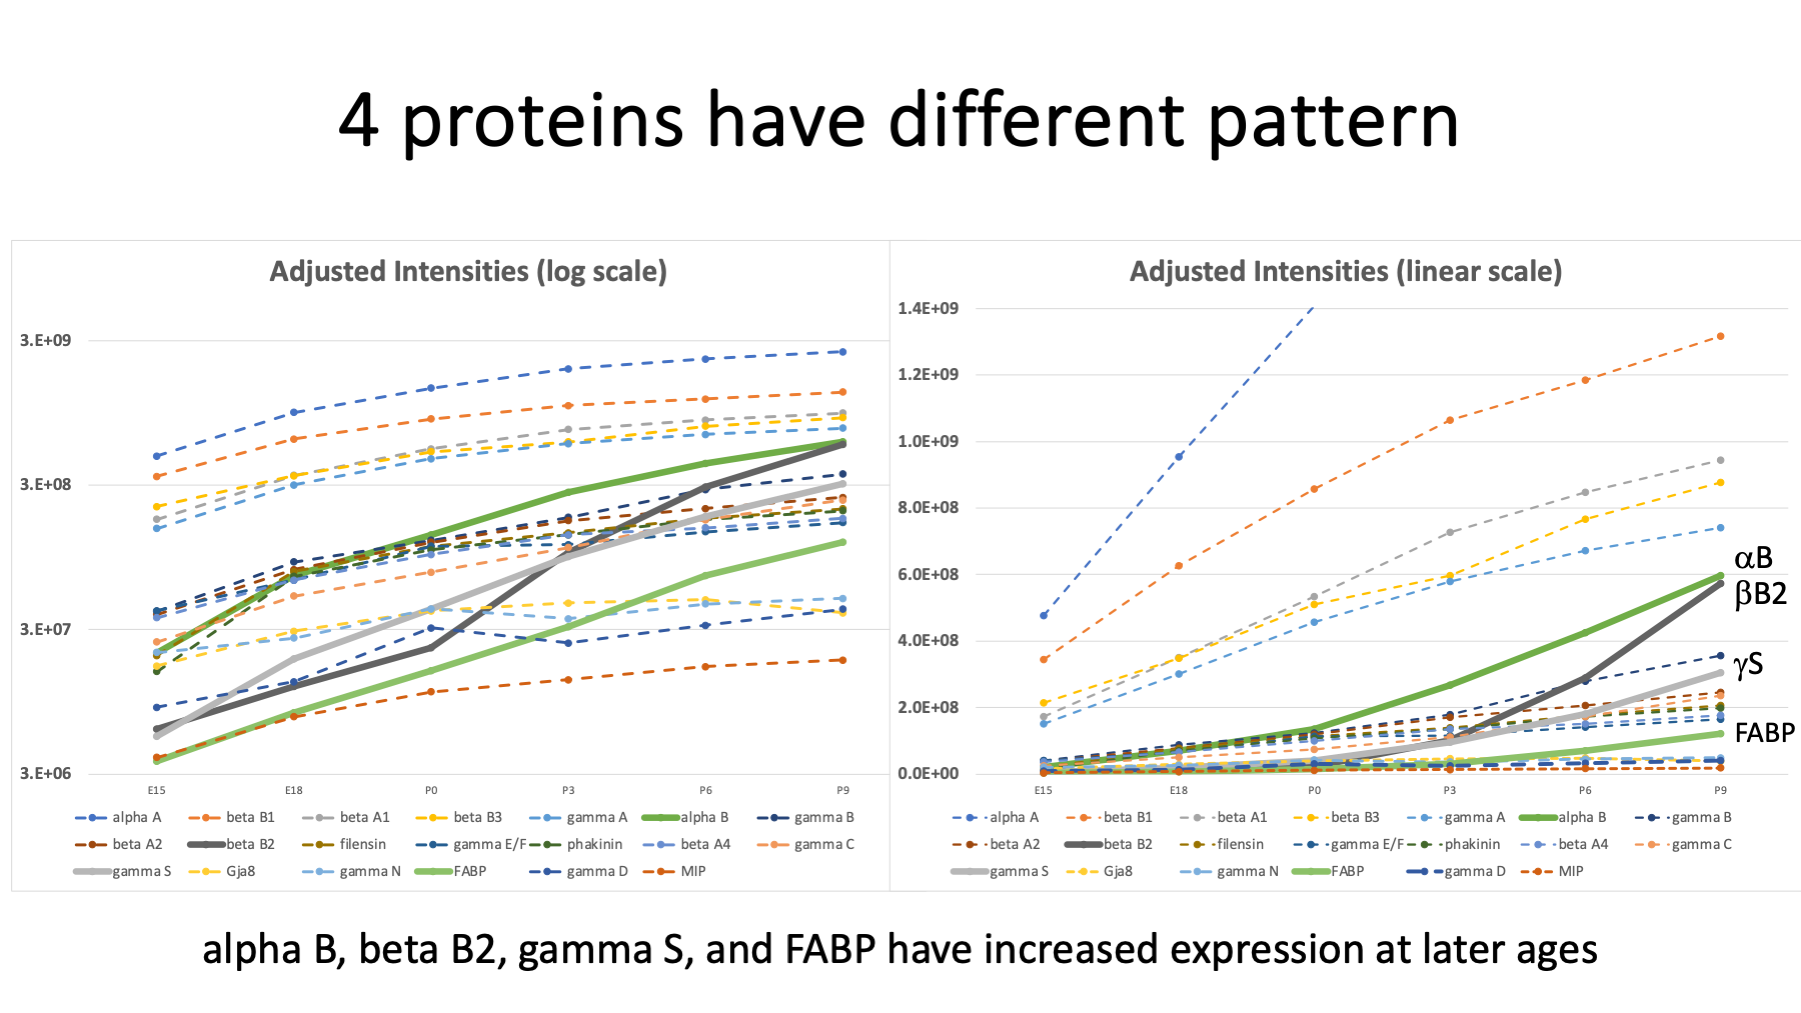 4 proteins have different pattern
Adjusted Intensities (log scale)
3.E+09
3.E+08
3.E+07
3.E+06
E15 E18 P0 P3 P6 P9
alpha A beta B1 beta A1 beta B3 gamma A alpha B gamma B
beta A2 beta B2 filensin gamma E/F phakinin beta A4 gamma C
gamma S Gja8 gamma N FABP gamma D MIP
Adjusted Intensities (linear scale)
1.4E+09
1.2E+09
1.0E+09
8.0E+08
6.0E+08
4.0E+08
2.0E+08
0.0E+00
E15 E18 P0 P3 P6 P9
αB
βB2
γS
FABP
alpha A beta B1 beta A1 beta B3 gamma A alpha B gamma B
beta A2 beta B2 filensin gamma E/F phakinin beta A4 gamma C
gamma S Gja8 gamma N FABP gamma D MIP
alpha B, beta B2, gamma S, and FABP have increased expression at later ages